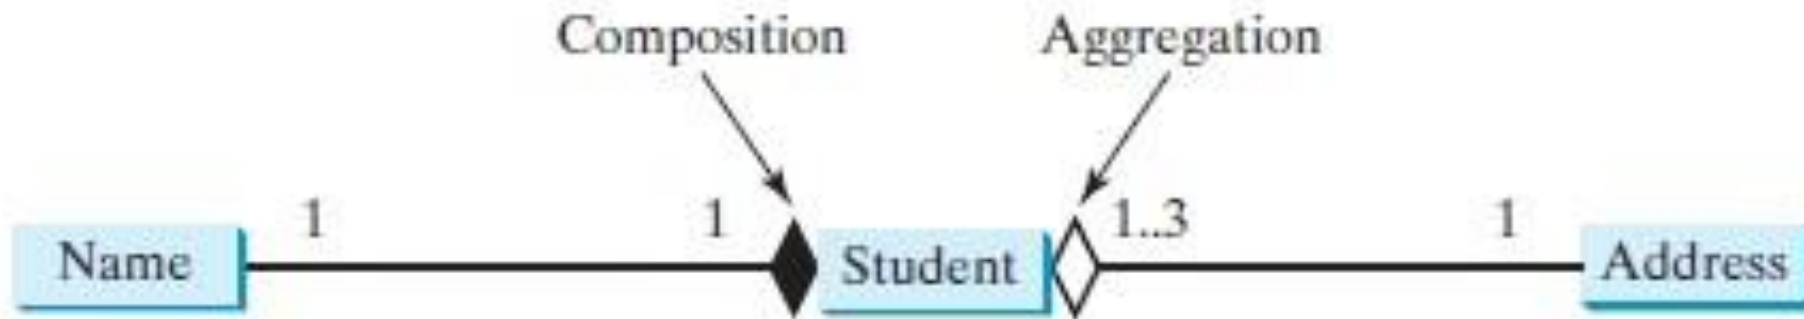 Composition Aggregation
1 1 1..3 1
Name Student Address